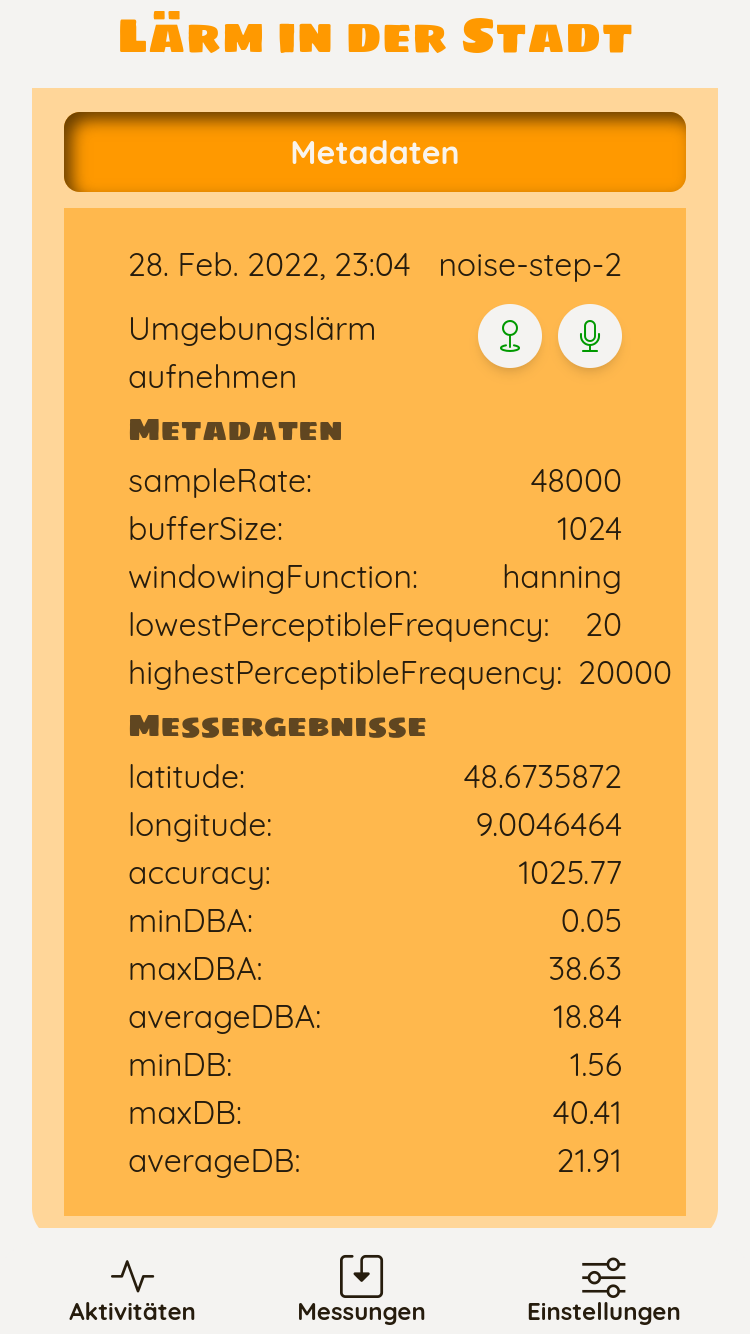 Lärm in der Stadt
Metadaten
28. Feb. 2022, 23:04 noise-step-2
Umgebungslärm
aufnehmen
Metadaten
sampleRate: 48000
bufferSize: 1024
windowingFunction: hanning
lowestPerceptibleFrequency: 20
highestPerceptibleFrequency: 20000
Messergebnisse
latitude: 48.6735872
longitude: 9.0046464
accuracy: 1025.77
minDBA: 0.05
maxDBA: 38.63
averageDBA: 18.84
minDB: 1.56
maxDB: 40.41
averageDB: 21.91
Aktivitäten Messungen Einstellungen